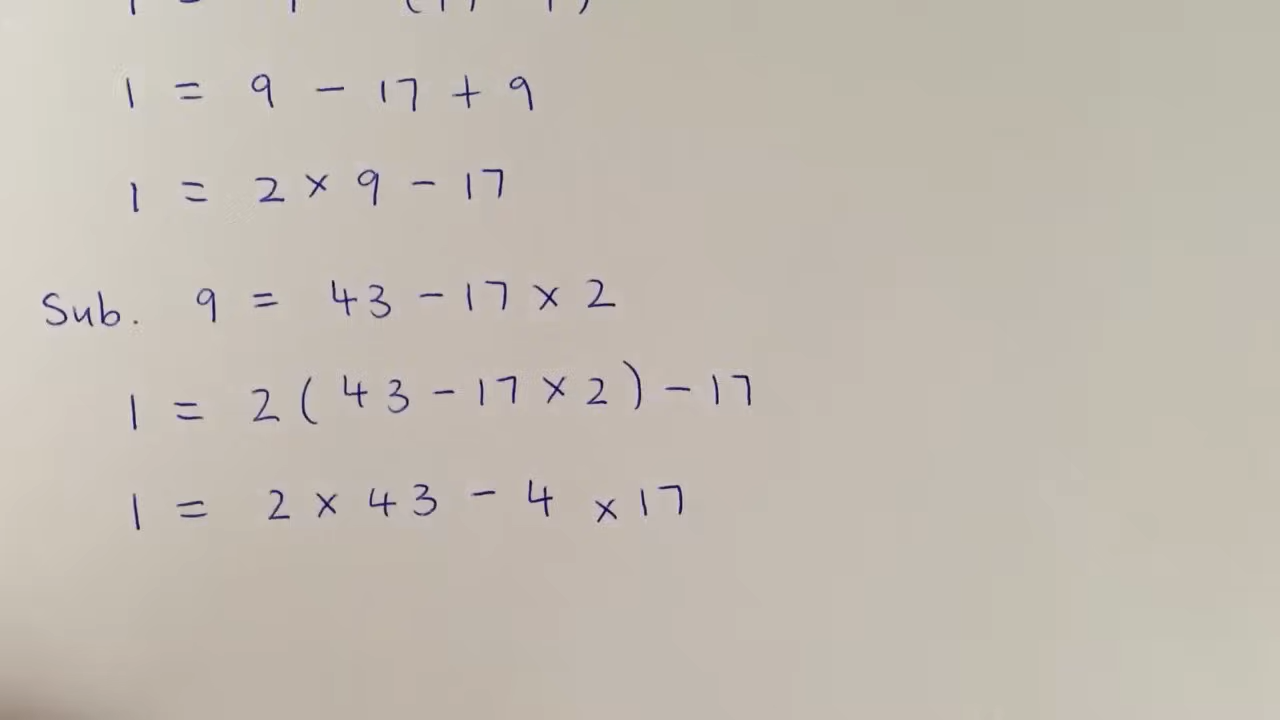 1 = 9 - 17 + 9
1 = 2 × 9 - 17
Sub. 9 = 43 - 17 × 2
1 = 2(43 - 17 × 2) - 17
1 = 2 × 43 - 4 × 17